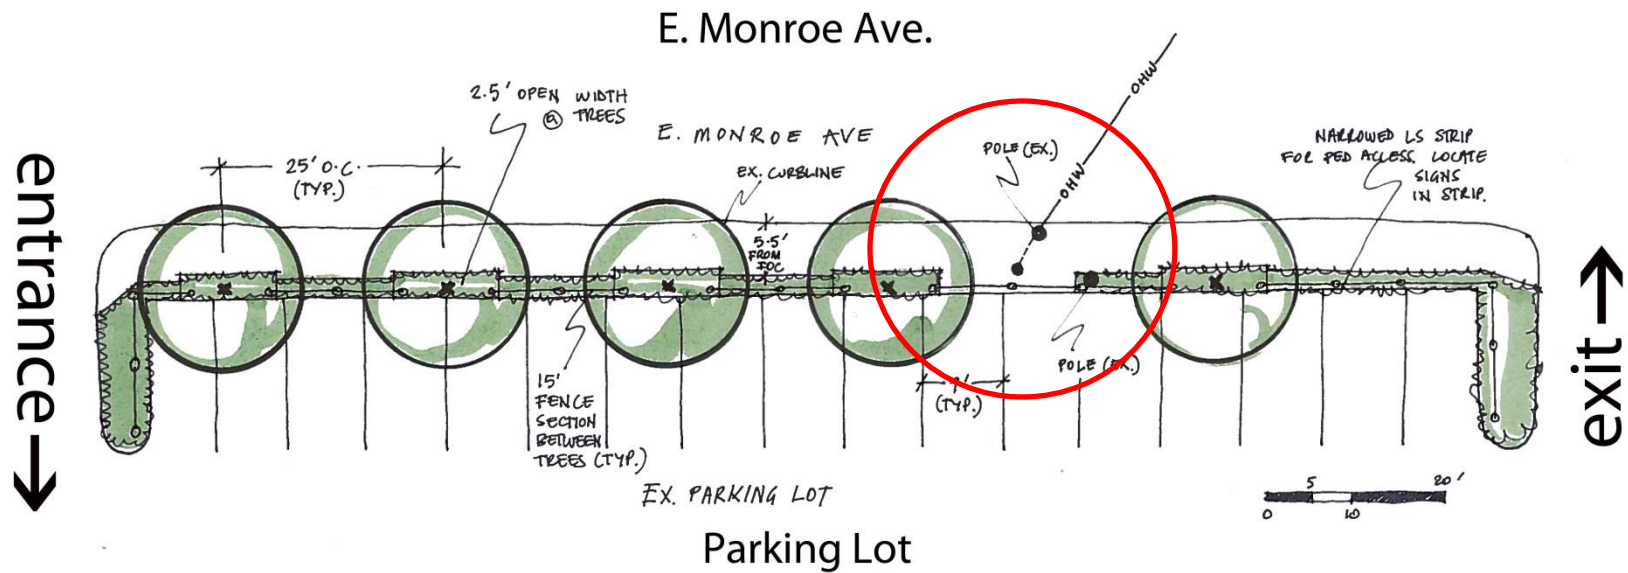 E. Monroe Ave.
2.5' OPEN WIDTH
@ TREES
E. MONROE AVE
POLE (EX.)
OHW
OHW
NARROWED LS STRIP
FOR PED ACCESS. LOCATE
SIGNS
IN STRIP.
25' O.C.
(TYP.)
EX. CURBLINE
entrance
5.5'
FROM
FOC
exit
POLE (EX.)
15'
FENCE
SECTION
BETWEEN
TREES (TYP.)
(TYP.)
EX. PARKING LOT
5
20'
0
10
Parking Lot